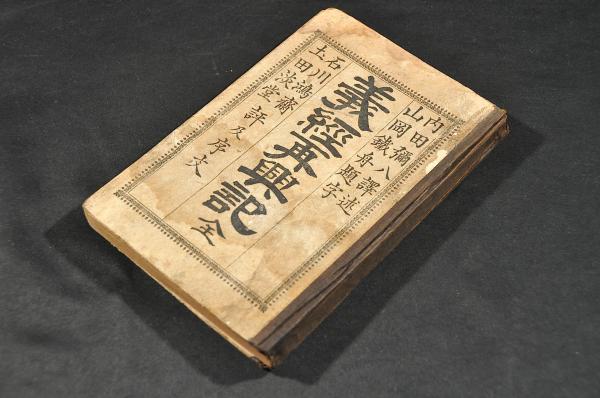 内田彌八譯述
山岡鐵舟題字
義經再興記 全
石川鴻齋
土田淡堂 評及序文